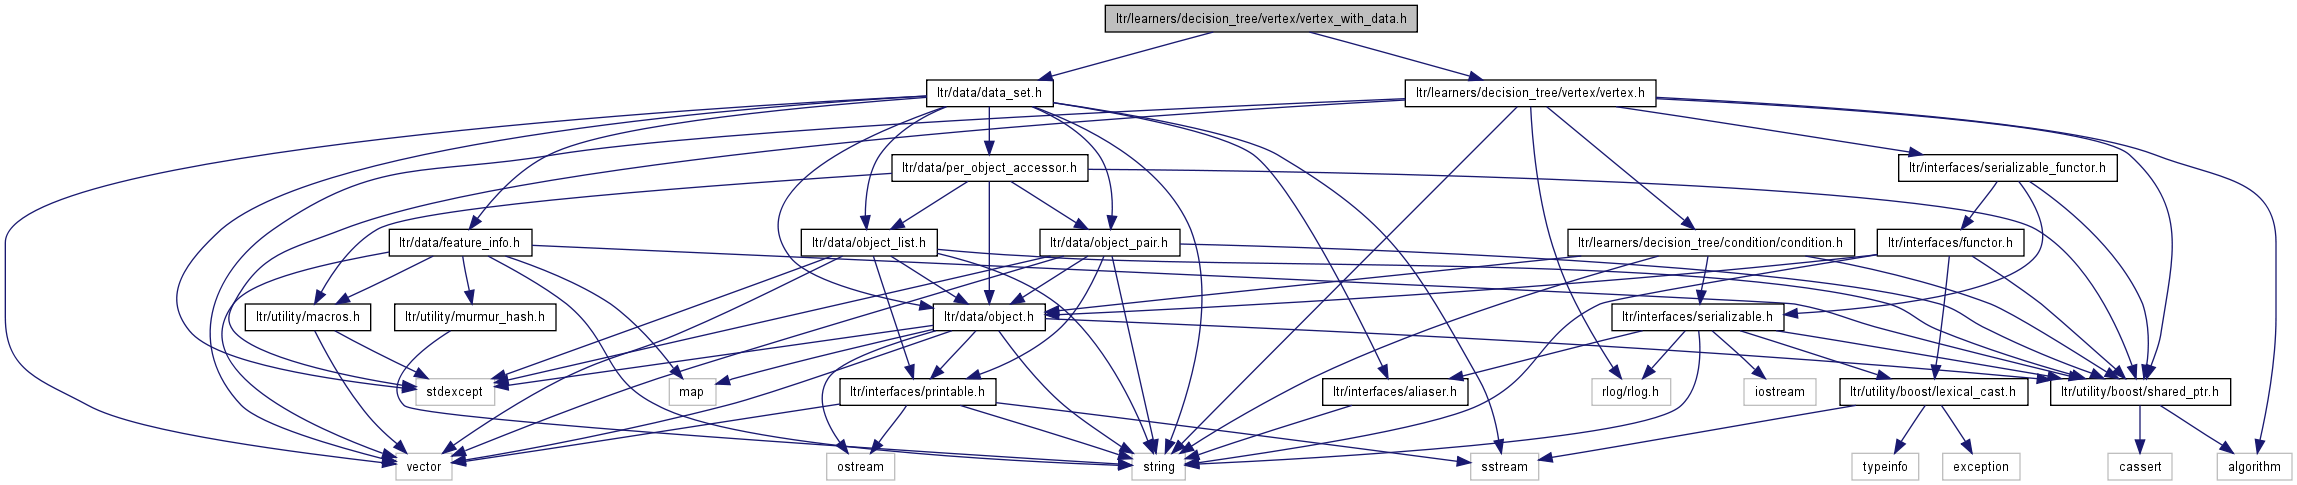 ltr/learners/decision_tree/vertex/vertex_with_data.h
ltr/data/data_set.h
ltr/learners/decision_tree/vertex/vertex.h
ltr/data/per_object_accessor.h
ltr/interfaces/serializable_functor.h
ltr/data/feature_info.h
ltr/data/object_list.h
ltr/data/object_pair.h
ltr/learners/decision_tree/condition/condition.h
ltr/interfaces/functor.h
ltr/utility/macros.h
ltr/utility/murmur_hash.h
ltr/data/object.h
ltr/interfaces/serializable.h
stdexcept
map
ltr/interfaces/printable.h
ltr/interfaces/aliaser.h
rlog/rlog.h
iostream
ltr/utility/boost/lexical_cast.h
ltr/utility/boost/shared_ptr.h
vector
ostream
string
sstream
typeinfo
exception
cassert
algorithm